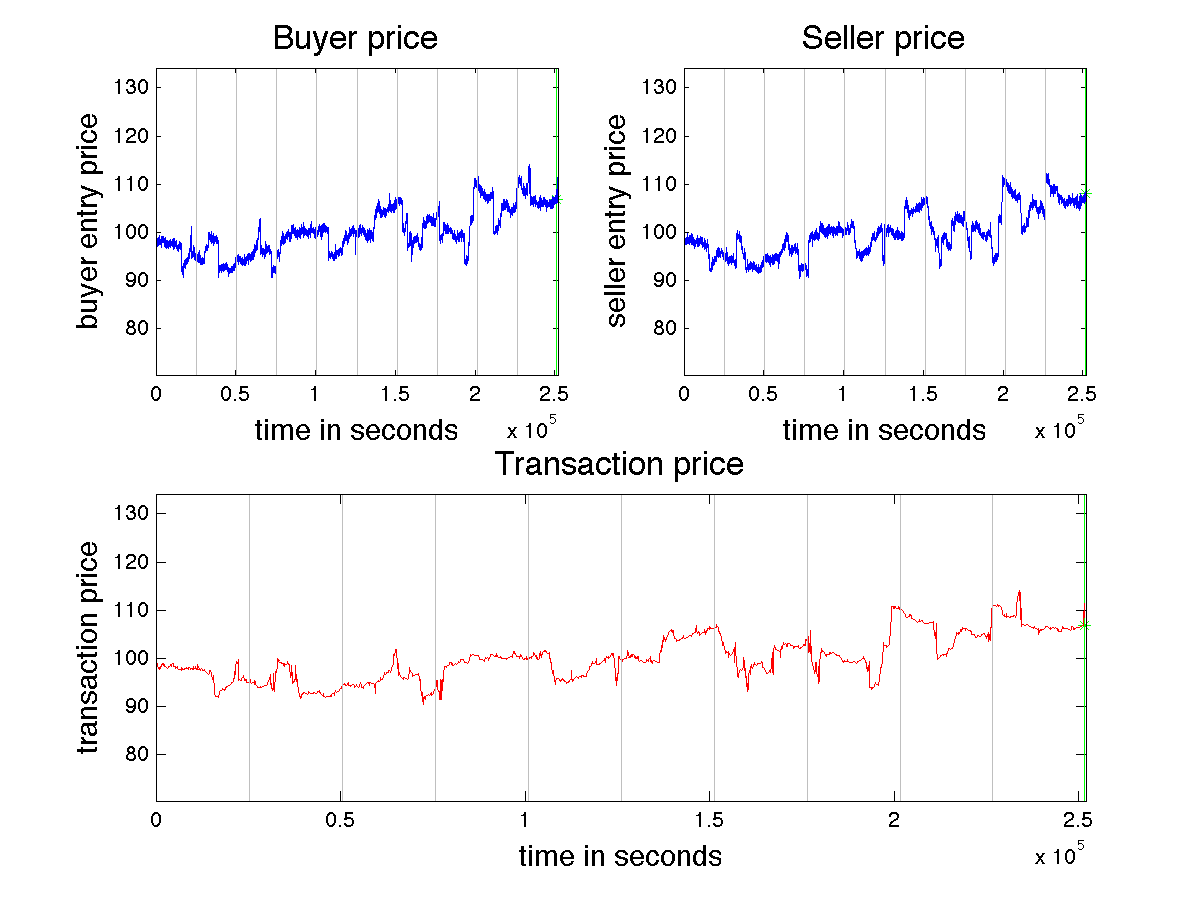 Buyer price
buyer entry price
130
120
110
100
90
80
0 0.5 1 1.5 2 2.5
x 10^5
time in seconds
Seller price
seller entry price
130
120
110
100
90
80
0 0.5 1 1.5 2 2.5
x 10^5
time in seconds
Transaction price
transaction price
130
120
110
100
90
80
0 0.5 1 1.5 2 2.5
x 10^5
time in seconds